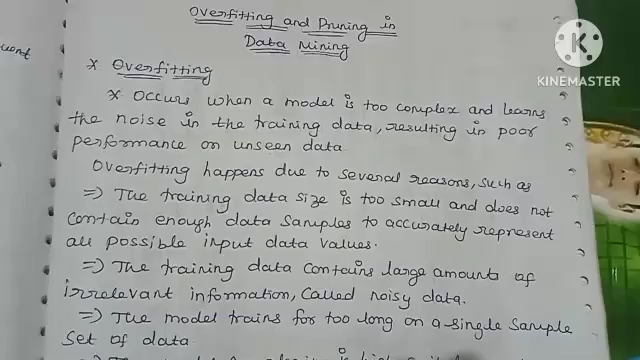 Overfitting and Pruning in
Data Mining
KINEMASTER
* Overfitting
* Occurs when a model is too complex and learns
the noise in the training data, resulting in poor
performance on unseen data
Overfitting happens due to several reasons, such as
⇒ The training data size is too small and does not
contain enough data samples to accurately represent
all possible input data values.
⇒ The training data contains large amounts of
irrelevant information, called noisy data.
⇒ The model trains for too long on a single sample
set of data